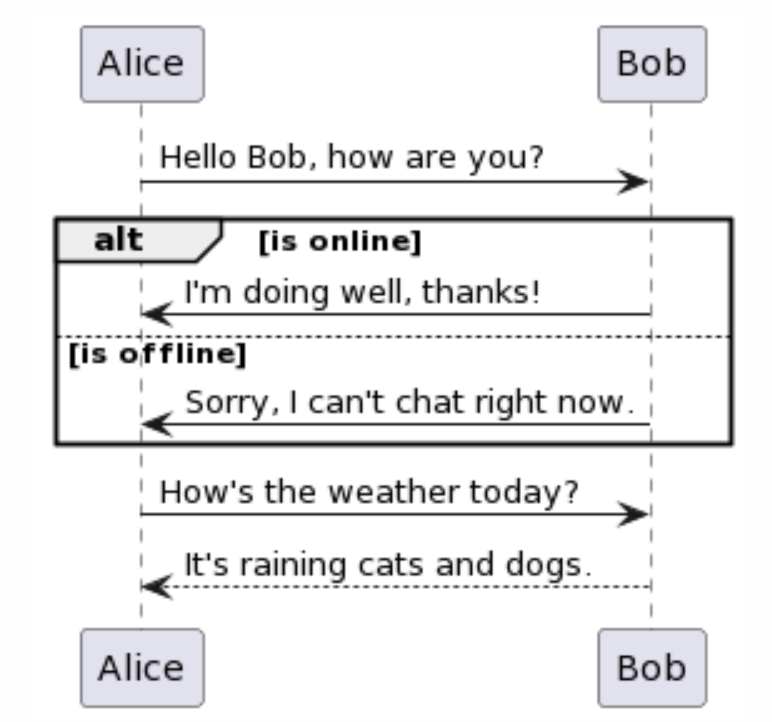 Alice Bob
Hello Bob, how are you?
alt [is online]
I'm doing well, thanks!
[is offline]
Sorry, I can't chat right now.
How's the weather today?
It's raining cats and dogs.
Alice Bob